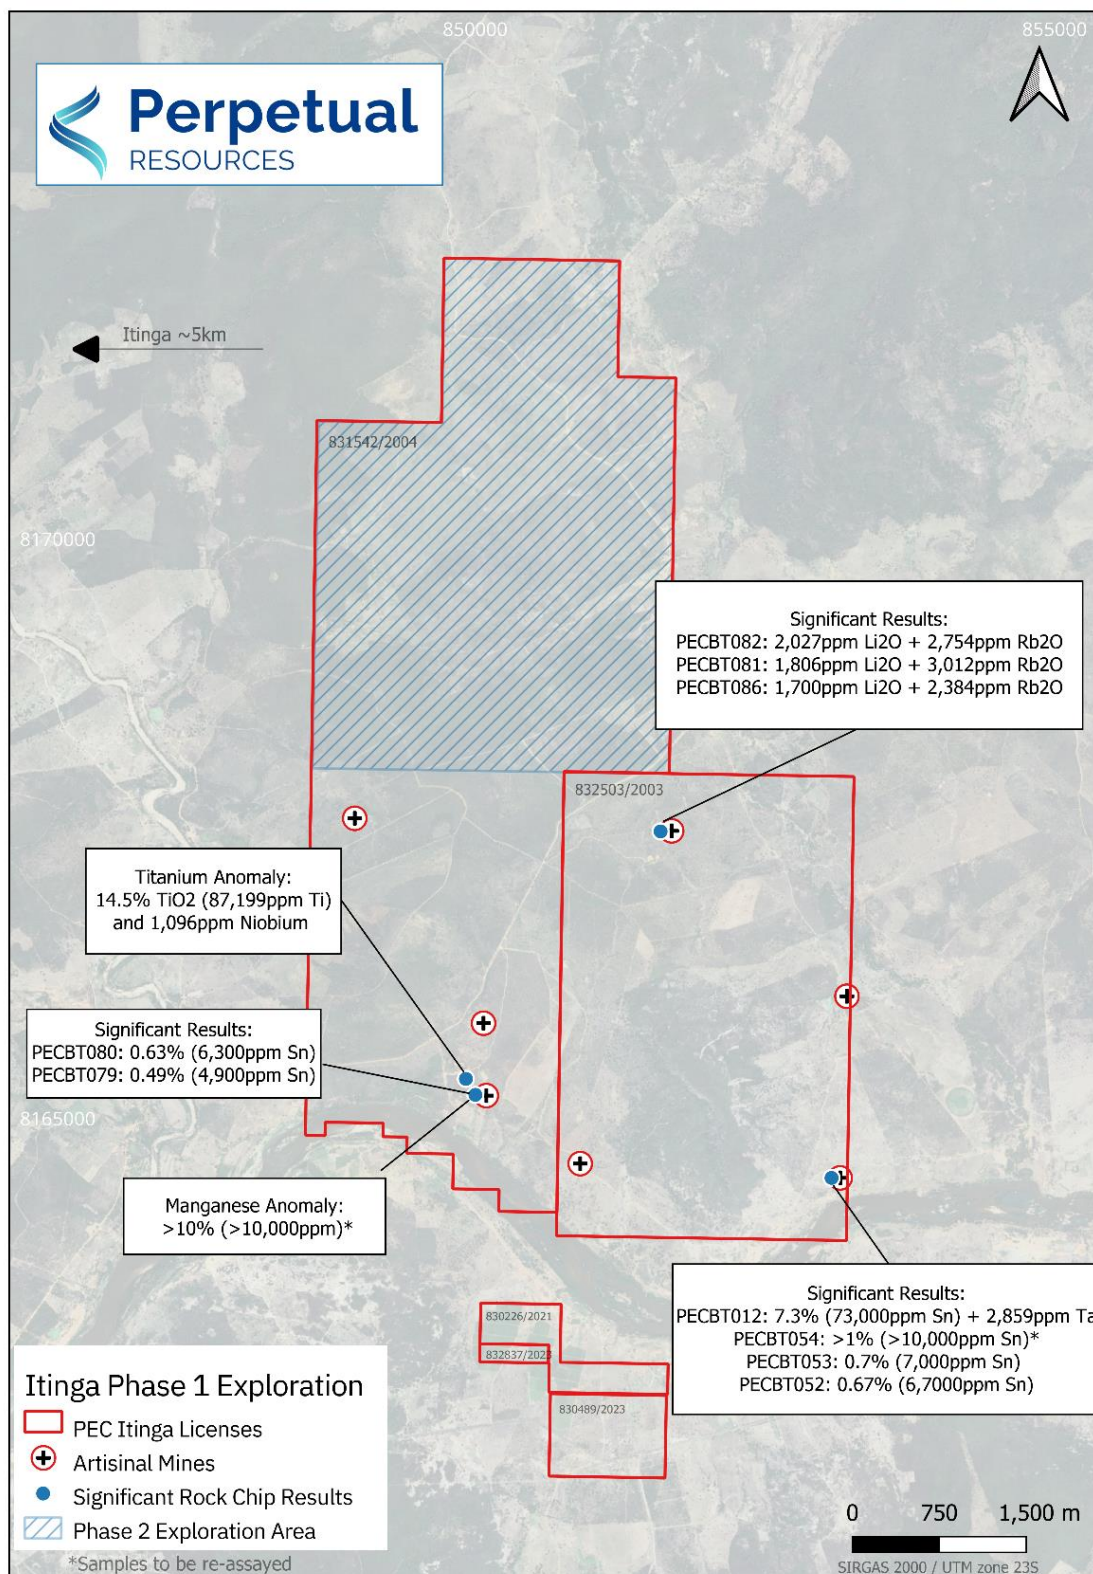 850000
855000
Perpetual
RESOURCES
Itinga ~5km
831542/2004
8170000
Significant Results:
PECBT082: 2,027ppm Li2O + 2,754ppm Rb2O
PECBT081: 1,806ppm Li2O + 3,012ppm Rb2O
PECBT086: 1,700ppm Li2O + 2,384ppm Rb2O
832503/2003
Titanium Anomaly:
14.5% TiO2 (87,199ppm Ti)
and 1,096ppm Niobium
Significant Results:
PECBT080: 0.63% (6,300ppm Sn)
PECBT079: 0.49% (4,900ppm Sn)
8165000
Manganese Anomaly:
>10% (>10,000ppm)*
Significant Results:
PECBT012: 7.3% (73,000ppm Sn) + 2,859ppm Ta
PECBT054: >1% (>10,000ppm Sn)*
PECBT053: 0.7% (7,000ppm Sn)
PECBT052: 0.67% (6,7000ppm Sn)
830226/2021
832837/2023
830489/2023
Itinga Phase 1 Exploration
PEC Itinga Licenses
Artisinal Mines
Significant Rock Chip Results
Phase 2 Exploration Area
*Samples to be re-assayed
0 750 1,500 m
SIRGAS 2000 / UTM zone 23S